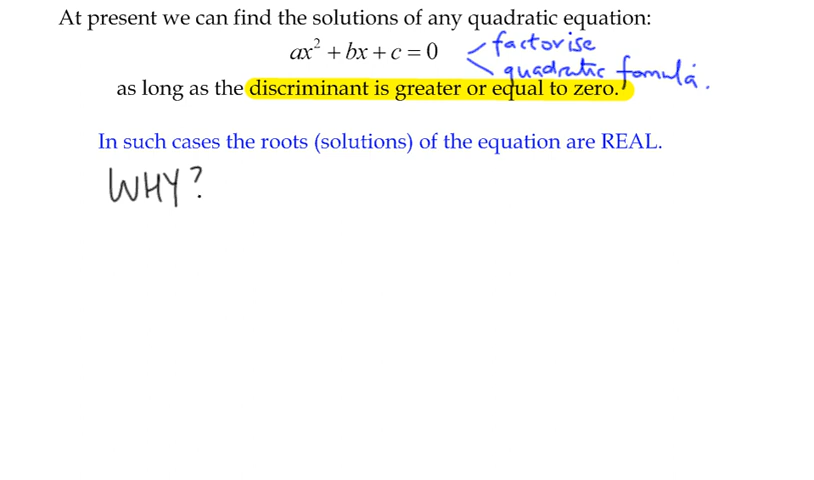 At present we can find the solutions of any quadratic equation:
ax² + bx + c = 0 < factorise
quadratic fomula.
as long as the discriminant is greater or equal to zero.
In such cases the roots (solutions) of the equation are REAL.
WHY?